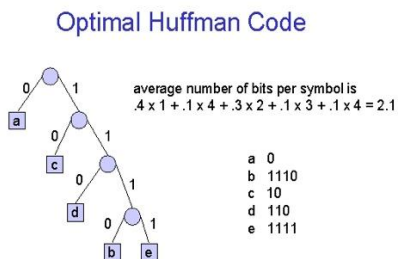 Optimal Huffman Code
0 1
average number of bits per symbol is
.4 x 1 + .1 x 4 + .3 x 2 + .1 x 3 + .1 x 4 = 2.1
a
0 1
c
a 0
b 1110
0 1
c 10
d
d 110
0 1
e 1111
b e